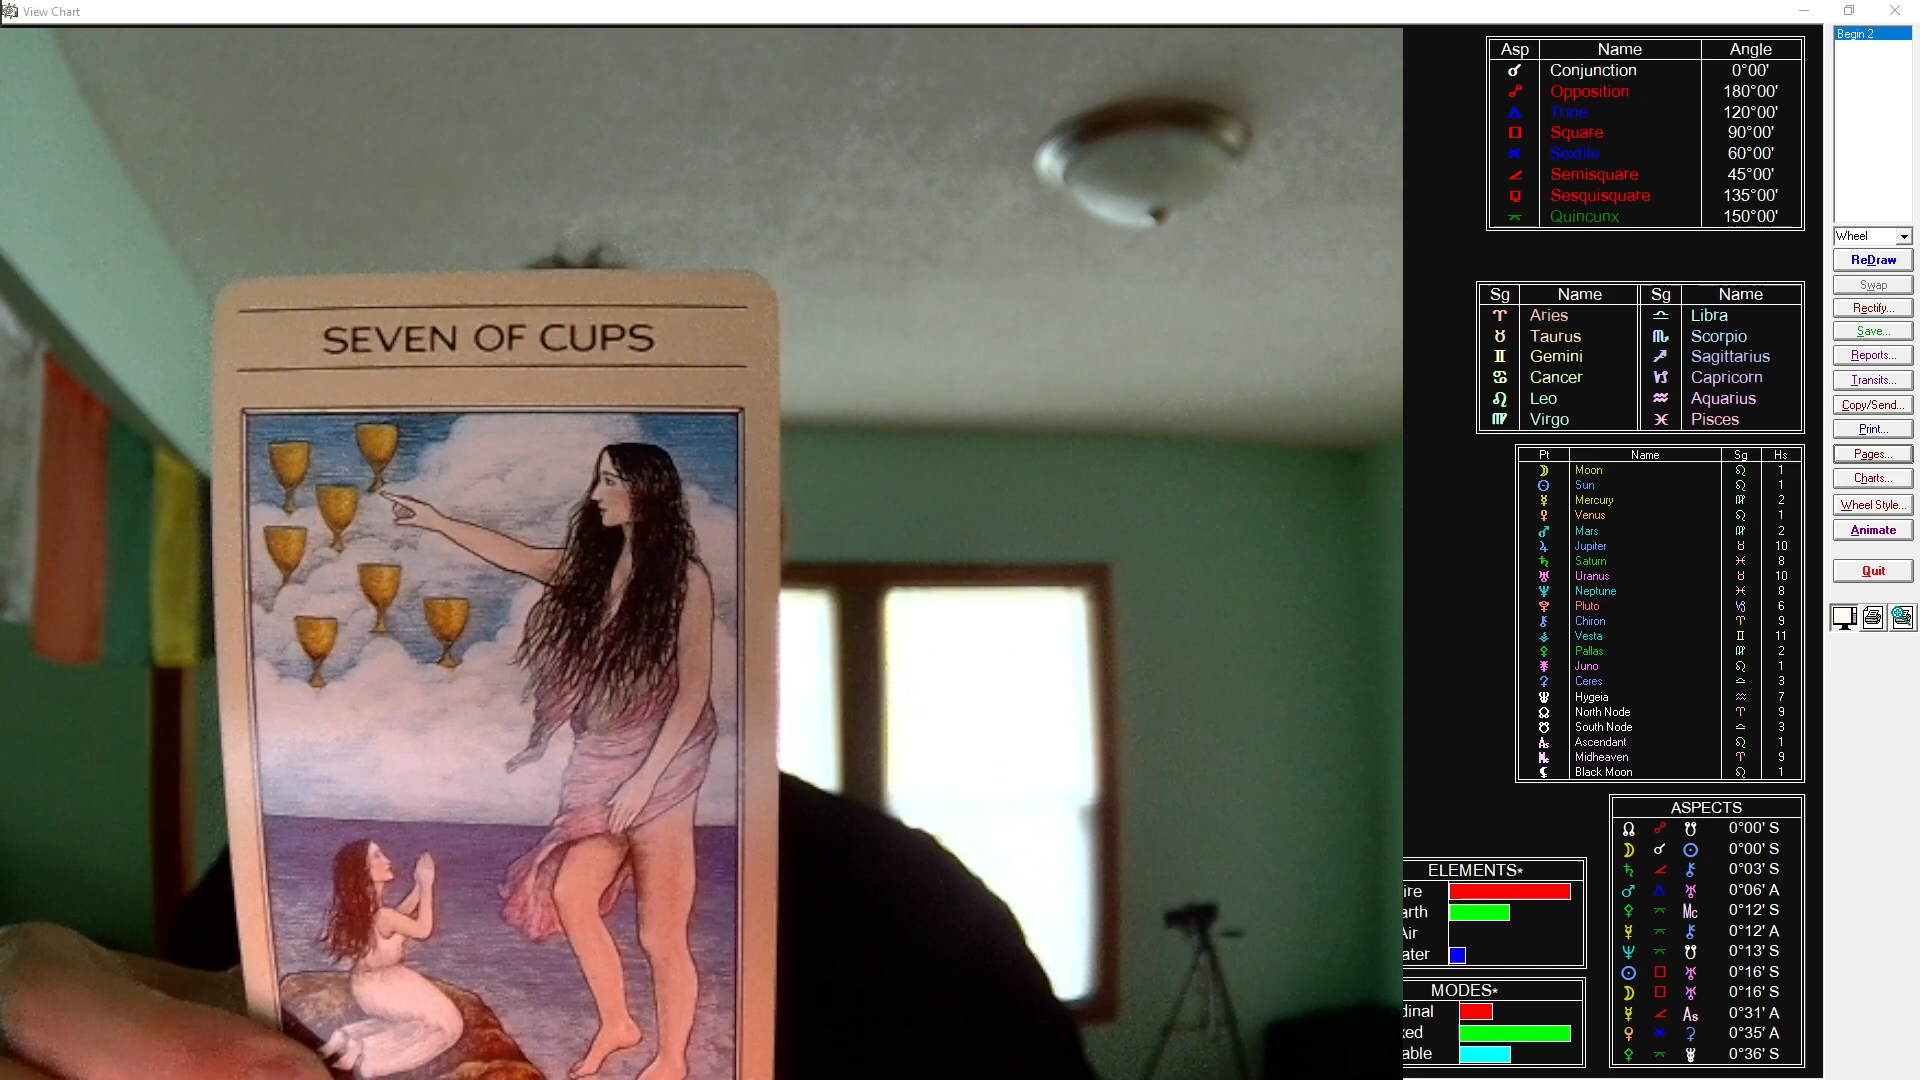 View Chart
SEVEN OF CUPS
Asp Name Angle
Conjunction 0°00'
Opposition 180°00'
Trine 120°00'
Square 90°00'
Sextile 60°00'
Semisquare 45°00'
Sesquisquare 135°00'
Quincunx 150°00'
Sg Name Sg Name
♈ Aries ♎ Libra
♉ Taurus ♏ Scorpio
♊ Gemini ♐ Sagittarius
♋ Cancer ♑ Capricorn
♌ Leo ♒ Aquarius
♍ Virgo ♓ Pisces
Pt Name Sg Hs
Moon ♌ 1
Sun ♌ 1
Mercury ♍ 2
Venus ♌ 1
Mars ♍ 2
Jupiter ♉ 10
Saturn ♓ 8
Uranus ♉ 10
Neptune ♓ 8
Pluto ♑ 6
Chiron ♈ 9
Vesta ♊ 11
Pallas ♍ 2
Juno ♌ 1
Ceres ♎ 3
Hygeia ♒ 7
North Node ♈ 9
South Node ♎ 3
As Ascendant ♌ 1
Mc Midheaven ♈ 9
Black Moon ♌ 1
ELEMENTS*
ire
arth
Air
ater
MODES*
dinal
ked
able
ASPECTS
0°00' S
0°00' S
0°03' S
0°06' A
Mc 0°12' S
0°12' A
0°13' S
0°16' S
0°16' S
As 0°31' A
0°35' A
0°36' S
Begin 2
Wheel
ReDraw
Swap
Rectify...
Save...
Reports...
Transits...
Copy/Send...
Print...
Pages...
Charts...
Wheel Style...
Animate
Quit